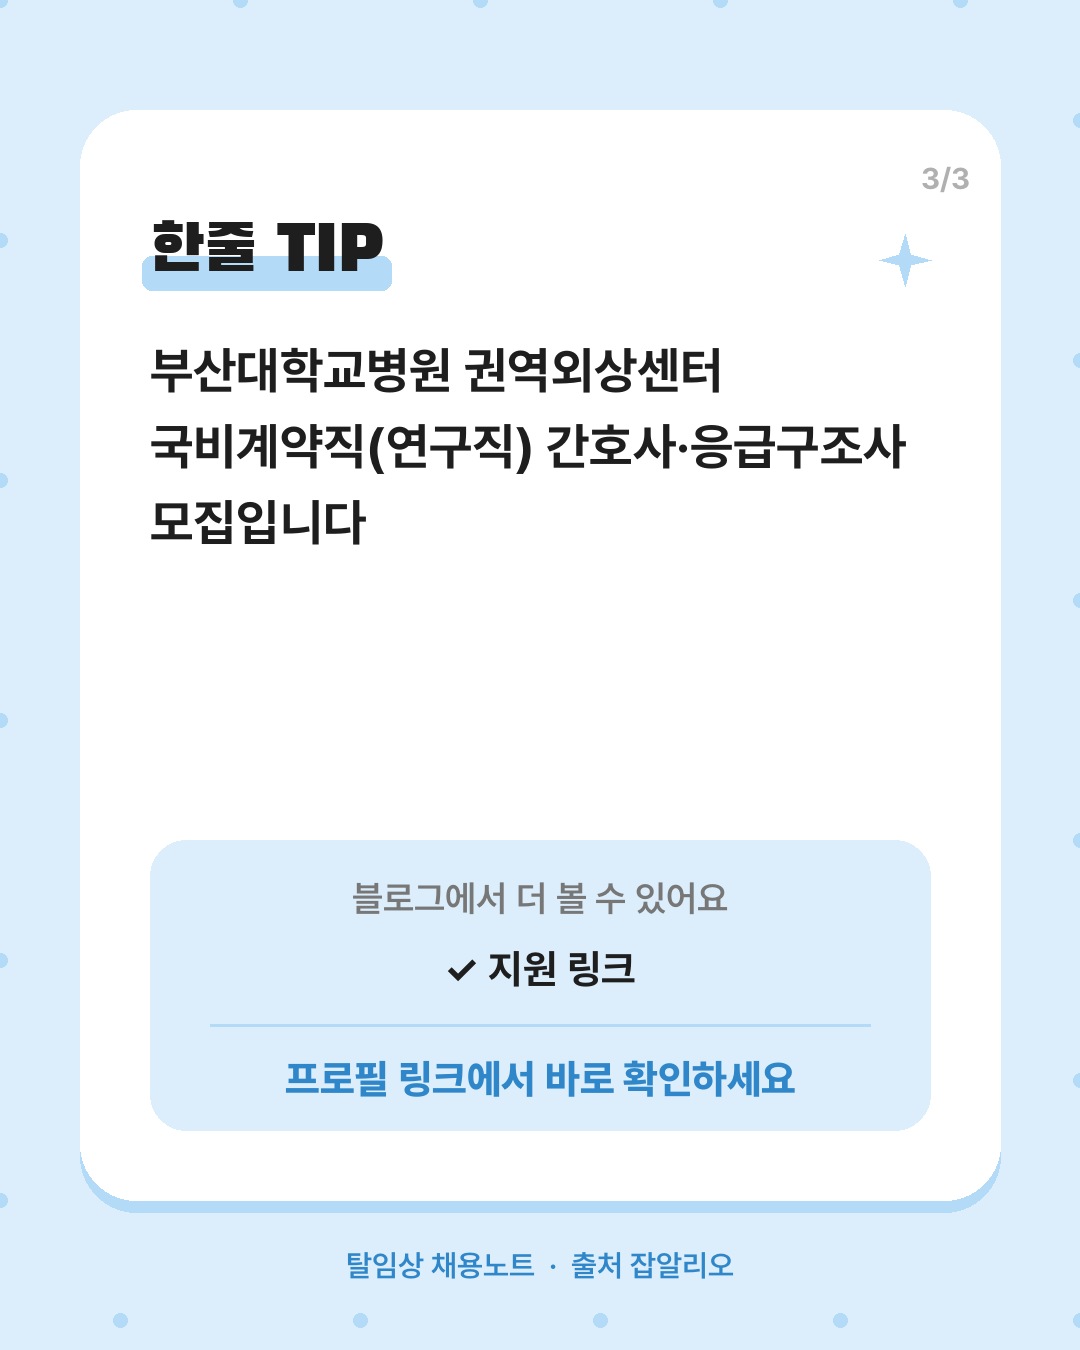 3/3
한줄 TIP
부산대학교병원 권역외상센터
국비계약직(연구직) 간호사·응급구조사
모집입니다
블로그에서 더 볼 수 있어요
✓ 지원 링크
프로필 링크에서 바로 확인하세요
탈임상 채용노트 · 출처 잡알리오